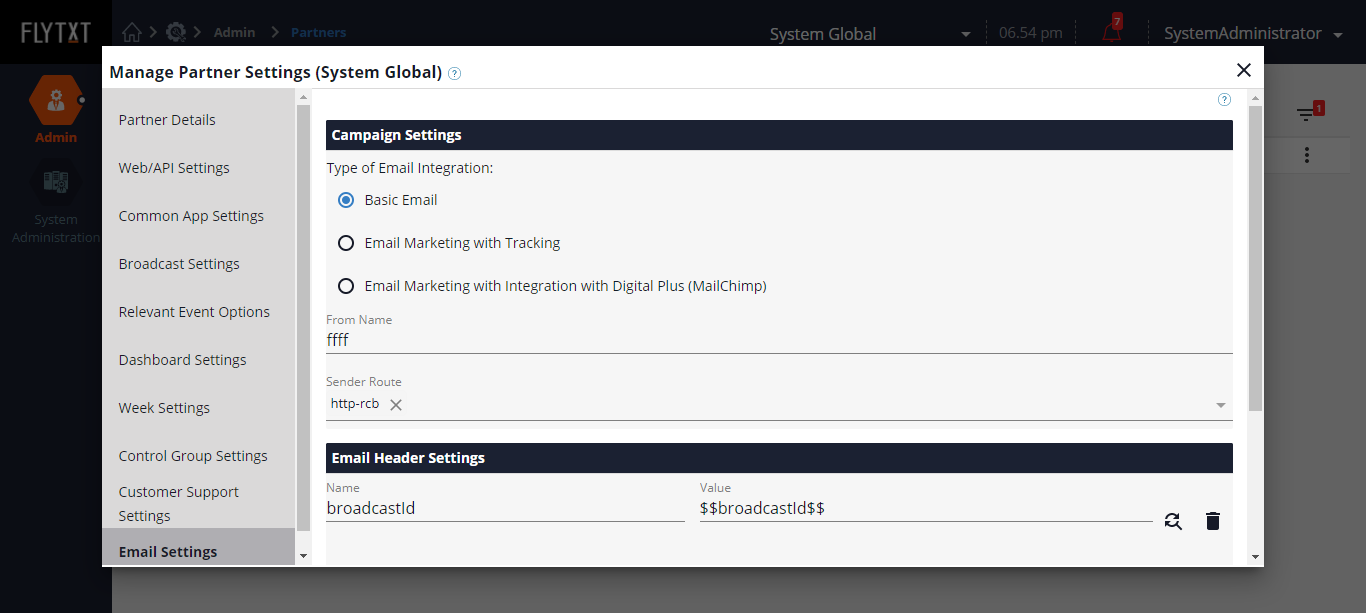 FLYTXT
Admin
Partners
System Global
06.54 pm
7
SystemAdministrator
Manage Partner Settings (System Global) ?
Admin
System
Administration
1
Partner Details
Web/API Settings
Common App Settings
Broadcast Settings
Relevant Event Options
Dashboard Settings
Week Settings
Control Group Settings
Customer Support
Settings
Email Settings
?
Campaign Settings
Type of Email Integration:
Basic Email
Email Marketing with Tracking
Email Marketing with Integration with Digital Plus (MailChimp)
From Name
ffff
Sender Route
http-rcb
Email Header Settings
Name Value
broadcastId $$broadcastId$$